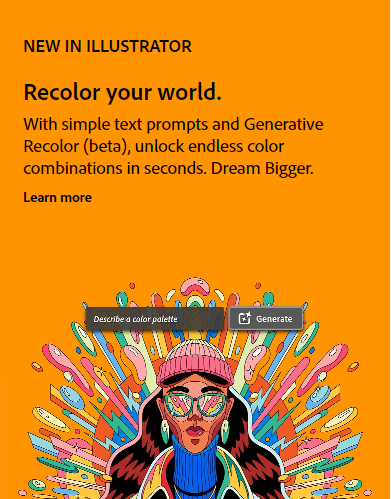 NEW IN ILLUSTRATOR
Recolor your world.
With simple text prompts and Generative
Recolor (beta), unlock endless color
combinations in seconds. Dream Bigger.
Learn more
Describe a color palette
Generate